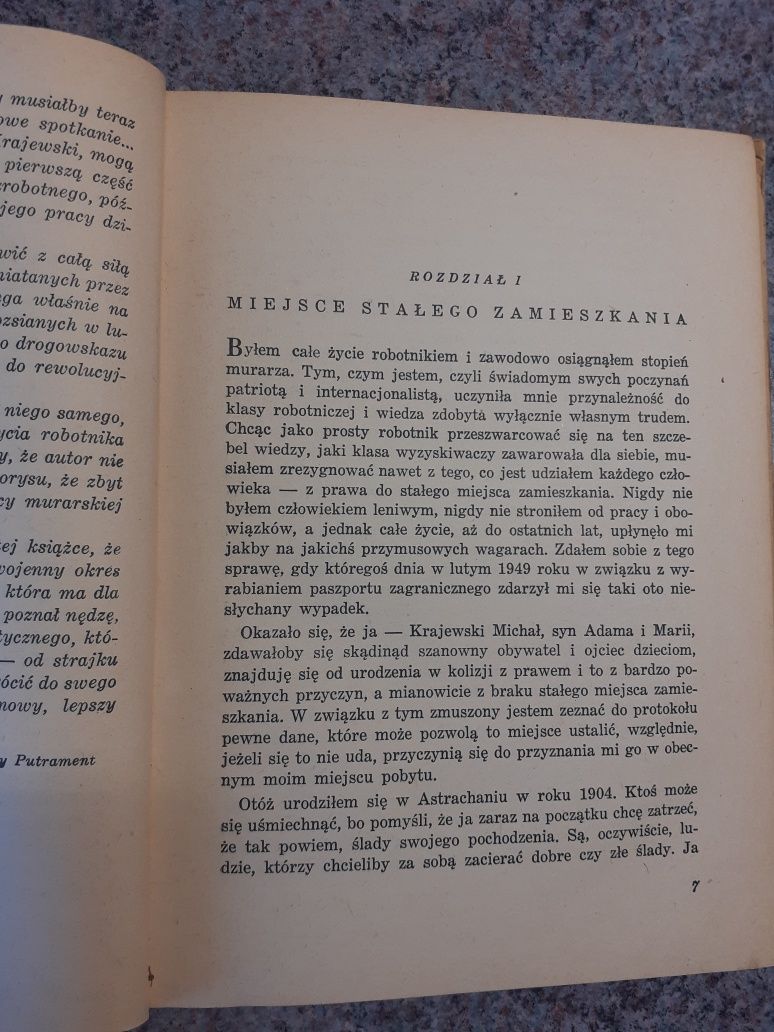 musiałby teraz
owe spotkanie...
Krajewski, mogą
pierwszą część
robotnego, póź-
jego pracy dzi-
wić z całą siłą
miatanych przez
ega właśnie na
ozsianych w lu-
o drogowskazu
do rewolucyj-
niego samego,
ycia robotnika
y, że autor nie
orysu, że zbyt
cy murarskiej
ej książce, że
wojenny okres
która ma dla
poznał nędzę,
tycznego, któ-
— od strajku
ócić do swego
nowy, lepszy
y Putrament
ROZDZIAŁ I
MIEJSCE STAŁEGO ZAMIESZKANIA
Byłem całe życie robotnikiem i zawodowo osiągnąłem stopień
murarza. Tym, czym jestem, czyli świadomym swych poczynań
patriotą i internacjonalistą, uczyniła mnie przynależność do
klasy robotniczej i wiedza zdobyta wyłącznie własnym trudem.
Chcąc jako prosty robotnik przeszwarcować się na ten szcze-
bel wiedzy, jaki klasa wyzyskiwaczy zawarowała dla siebie, mu-
siałem zrezygnować nawet z tego, co jest udziałem każdego czło-
wieka — z prawa do stałego miejsca zamieszkania. Nigdy nie
byłem człowiekiem leniwym, nigdy nie stroniłem od pracy i obo-
wiązków, a jednak całe życie, aż do ostatnich lat, upłynęło mi
jakby na jakichś przymusowych wagarach. Zdałem sobie z tego
sprawę, gdy któregoś dnia w lutym 1949 roku w związku z wy-
rabianiem paszportu zagranicznego zdarzył mi się taki oto nie-
słychany wypadek.
Okazało się, że ja — Krajewski Michał, syn Adama i Marii,
zdawałoby się skądinąd szanowny obywatel i ojciec dzieciom,
znajduję się od urodzenia w kolizji z prawem i to z bardzo po-
ważnych przyczyn, a mianowicie z braku stałego miejsca zamie-
szkania. W związku z tym zmuszony jestem zeznać do protokołu
pewne dane, które może pozwolą to miejsce ustalić, względnie,
jeżeli się to nie uda, przyczynią się do przyznania mi go w obec-
nym moim miejscu pobytu.
Otóż urodziłem się w Astrachaniu w roku 1904. Ktoś może
się uśmiechnąć, bo pomyśli, że ja zaraz na początku chcę zatrzeć,
że tak powiem, ślady swojego pochodzenia. Są, oczywiście, lu-
dzie, którzy chcieliby za sobą zacierać dobre czy złe ślady. Ja
7